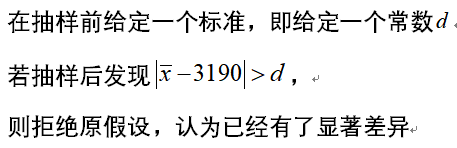 在抽样前给定一个标准，即给定一个常数d
若抽样后发现|x̄−3190|>d，
则拒绝原假设，认为已经有了显著差异